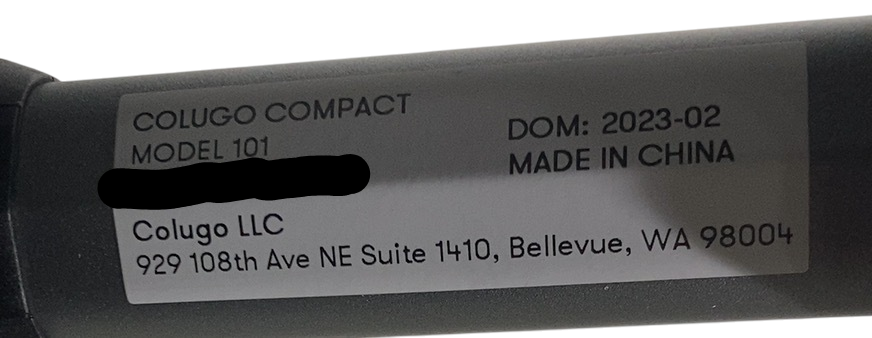 COLUGO COMPACT
MODEL 101
DOM: 2023-02
MADE IN CHINA
Colugo LLC
929 108th Ave NE Suite 1410, Bellevue, WA 98004